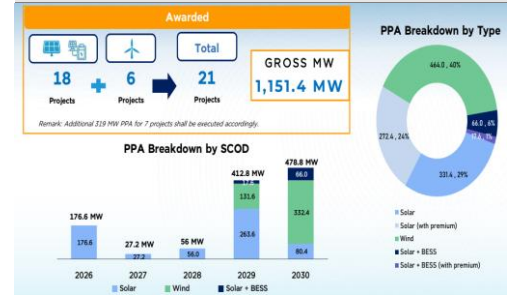 Awarded
18
Projects
6
Projects
Total
21
Projects
GROSS MW
1,151.4 MW
Remark: Additional 319 MW PPA for 7 projects shall be executed accordingly.
PPA Breakdown by SCOD
176.6 MW
176.6
27.2 MW
27.2
56 MW
56.0
412.8 MW
131.6
263.6
478.8 MW
66.0
332.4
80.4
2026
2027
2028
2029
2030
Solar
Wind
Solar + BESS
PPA Breakdown by Type
464.0 , 40%
66.0 , 6%
331.4 , 29%
272.4 , 24%
Solar
Solar (with premium)
Wind
Solar + BESS
Solar + BESS (with premium)